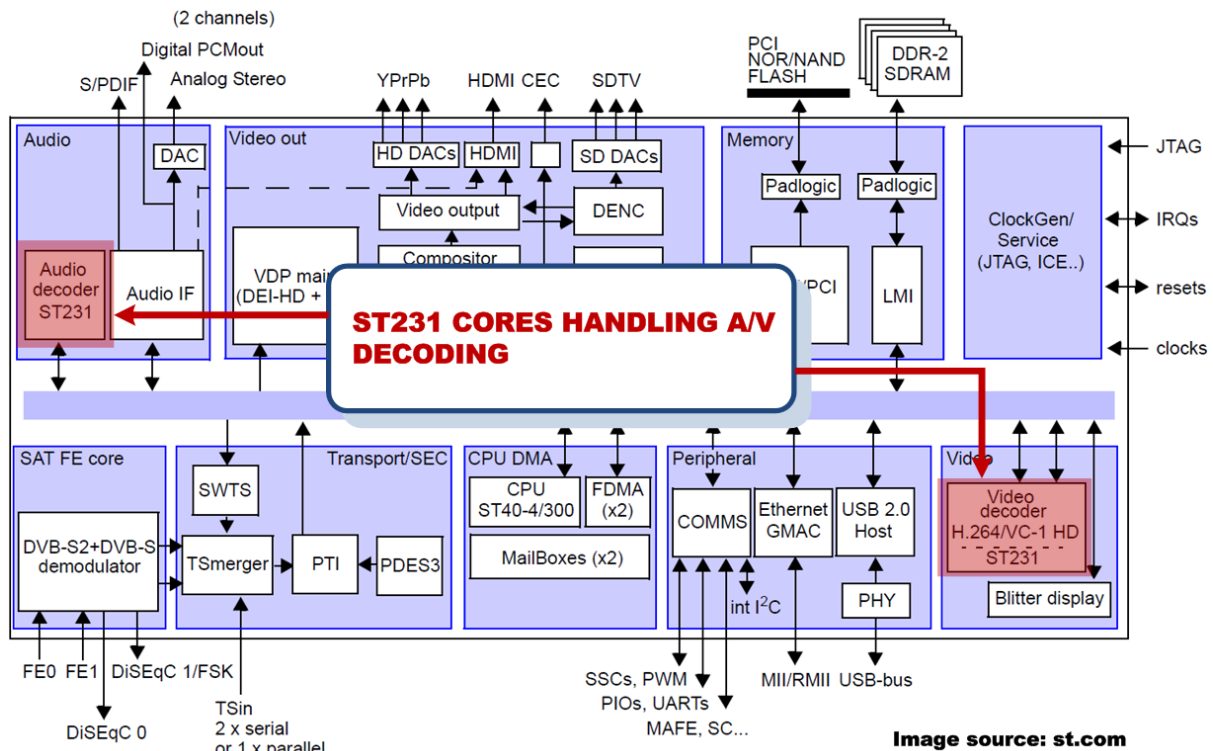 (2 channels)
Digital PCMout
Analog Stereo
S/PDIF
YPrPb
HDMI
CEC
SDTV
PCI
NOR/NAND
FLASH
DDR-2
SDRAM
Audio
DAC
Audio
decoder
ST231
Audio IF
Video out
HD DACs
HDMI
SD DACs
Video output
DENC
Compositor
VDP main
(DEI-HD +
Memory
Padlogic
Padlogic
/PCI
LMI
ClockGen/
Service
(JTAG, ICE..)
JTAG
IRQs
resets
clocks
ST231 CORES HANDLING A/V
DECODING
SAT FE core
DVB-S2+DVB-S
demodulator
Transport/SEC
SWTS
TSmerger
PTI
PDES3
CPU DMA
CPU
ST40-4/300
FDMA
(x2)
MailBoxes (x2)
Peripheral
COMMS
Ethernet
GMAC
USB 2.0
Host
int I²C
PHY
Video
Video
decoder
H.264/VC-1 HD
ST231
Blitter display
FE0
FE1
DiSEqC 1/FSK
DiSEqC 0
TSin
2 x serial
or 1 x parallel
SSCs, PWM
PIOs, UARTs
MAFE, SC...
MII/RMII
USB-bus
Image source: st.com